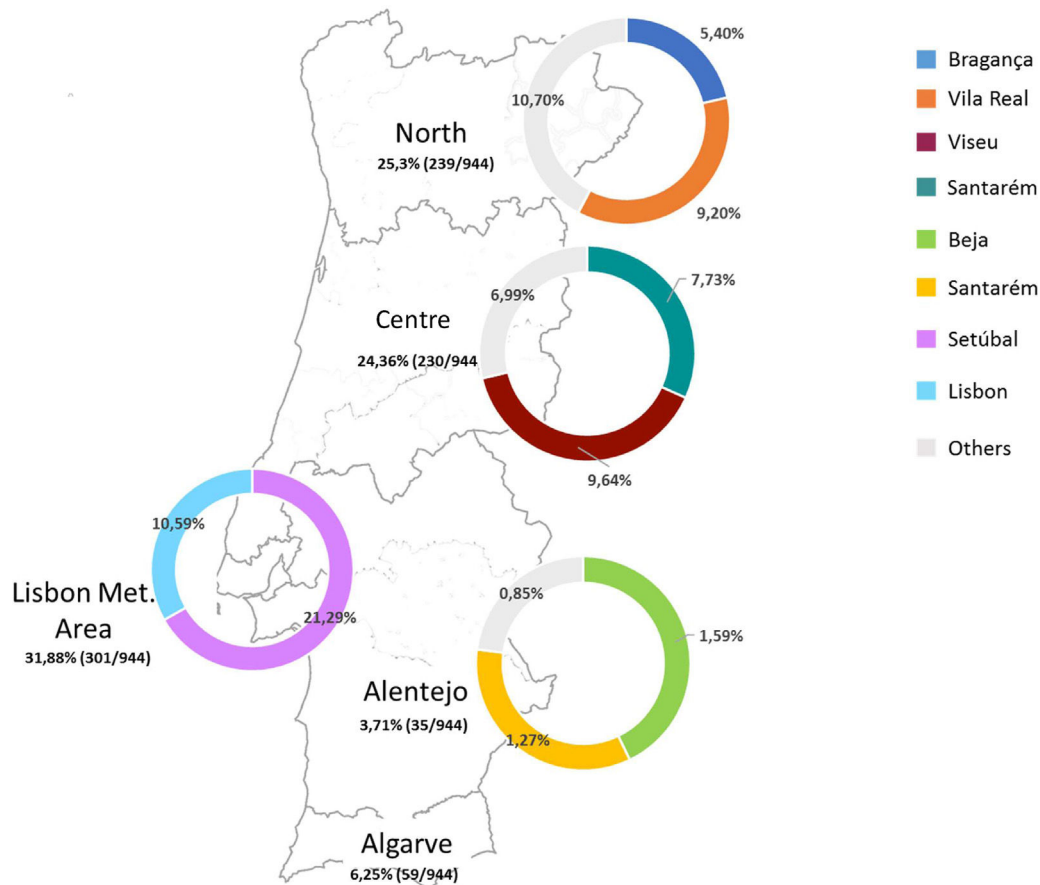 5,40%
10,70%
North
25,3% (239/944)
9,20%
7,73%
6,99%
Centre
24,36% (230/944
9,64%
10,59%
21,29%
Lisbon Met.
Area
31,88% (301/944)
0,85%
1,59%
Alentejo
3,71% (35/944)
1,27%
Algarve
6,25% (59/944)
Bragança
Vila Real
Viseu
Santarém
Beja
Santarém
Setúbal
Lisbon
Others